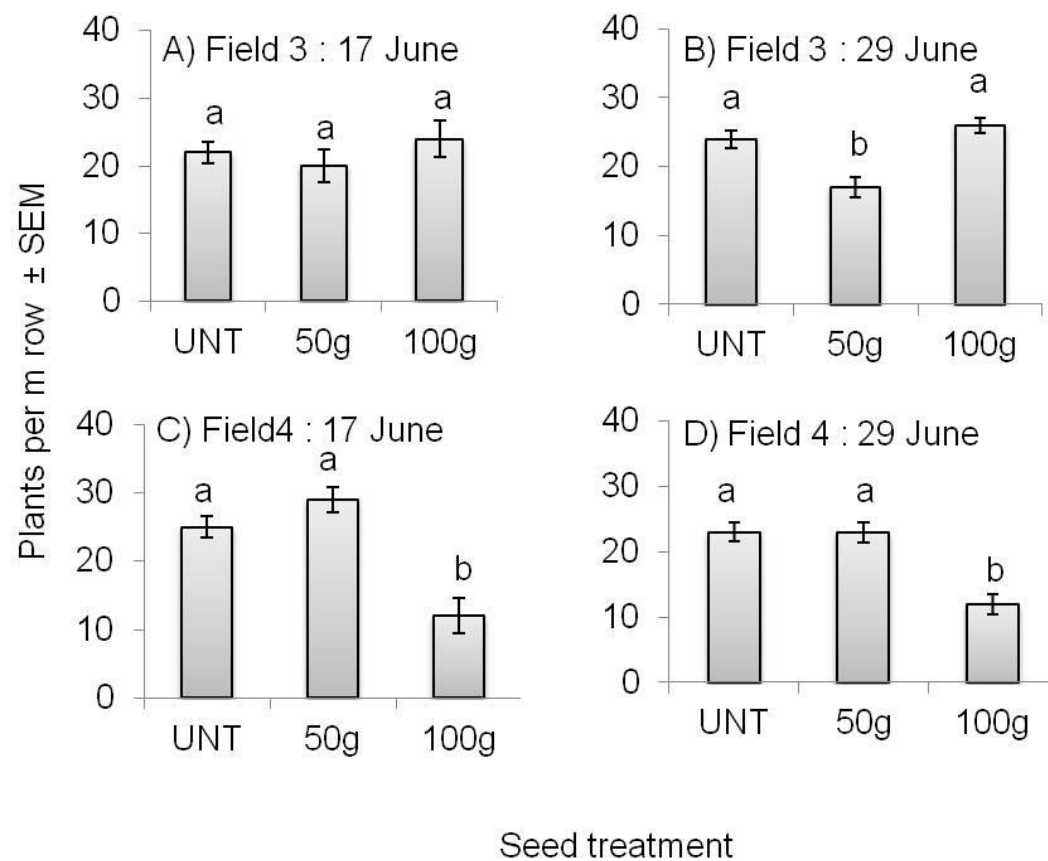 Plants per m row ± SEM
A) Field 3 : 17 June
40
30
20
10
0
a
a
a
UNT 50g 100g
B) Field 3 : 29 June
40
30
20
10
0
a
b
a
UNT 50g 100g
C) Field4 : 17 June
40
30
20
10
0
a
a
b
UNT 50g 100g
D) Field 4 : 29 June
40
30
20
10
0
a
a
b
UNT 50g 100g
Seed treatment